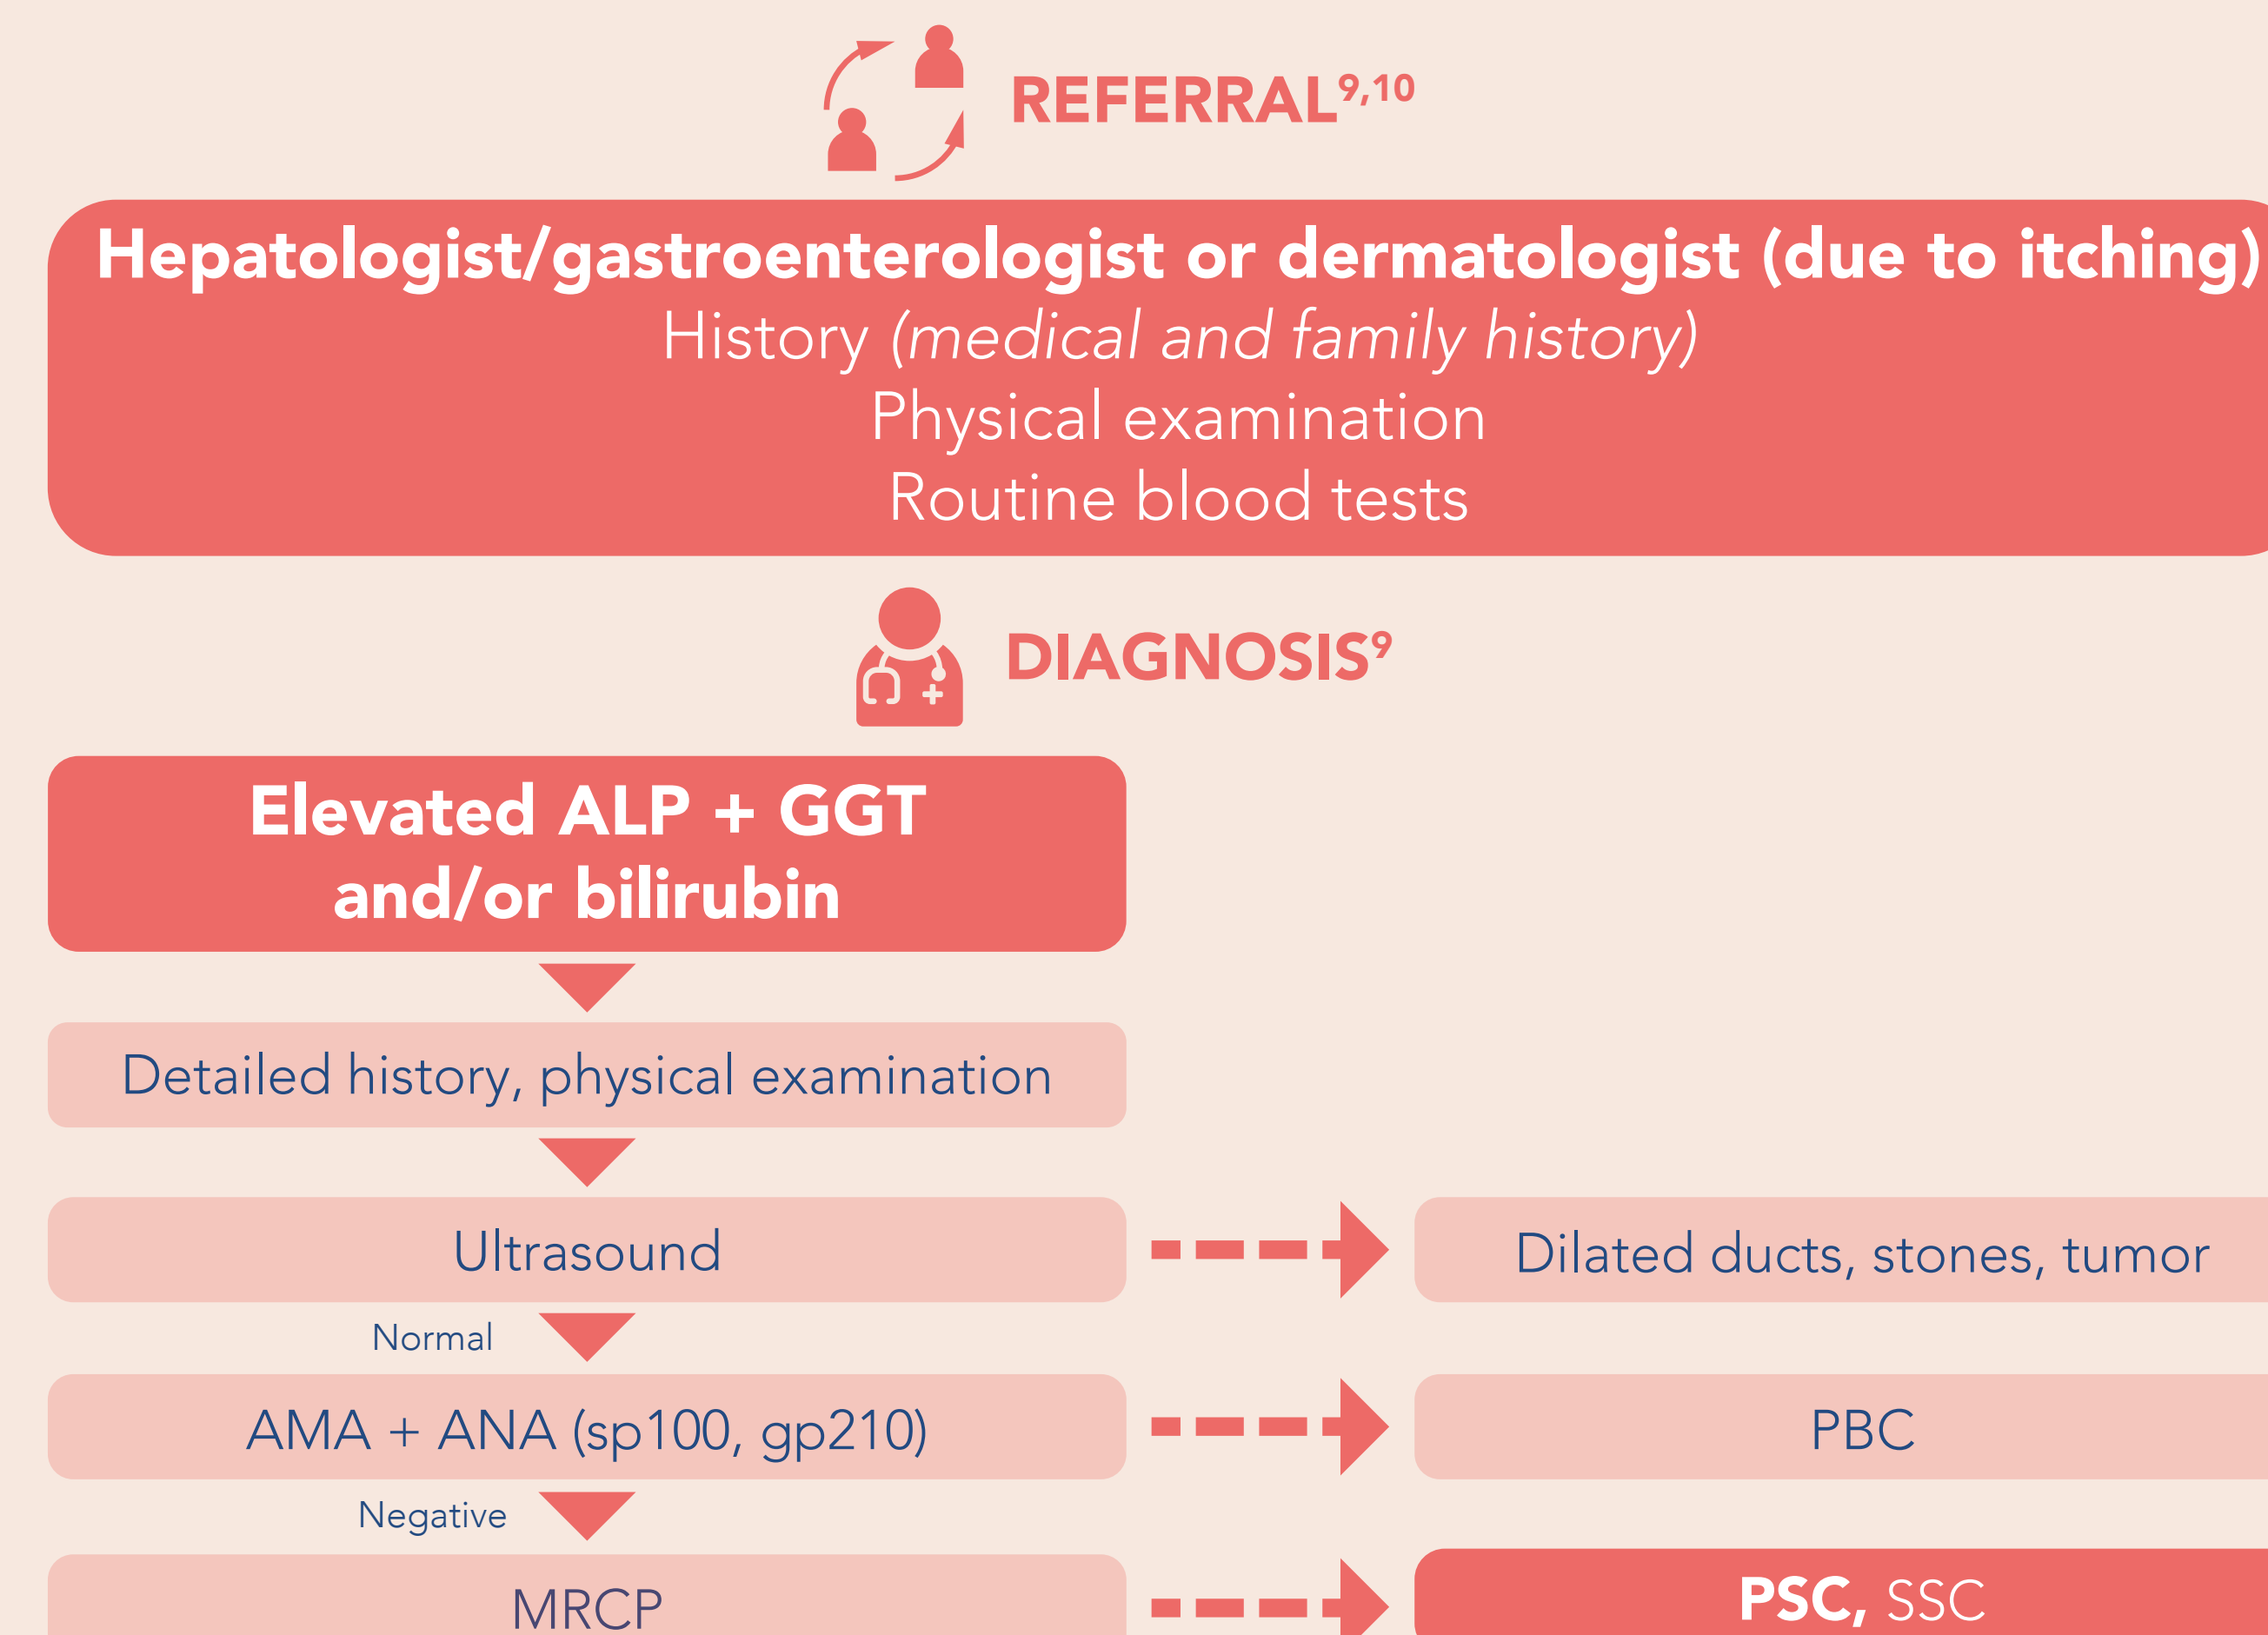 REFERRAL9,10
Hepatologist/gastroenterologist or dermatologist (due to itching)
History (medical and family history)
Physical examination
Routine blood tests
DIAGNOSIS9
Elevated ALP + GGT
and/or bilirubin
Detailed history, physical examination
Ultrasound
Dilated ducts, stones, tumor
Normal
AMA + ANA (sp100, gp210)
PBC
Negative
MRCP
PSC, SSC